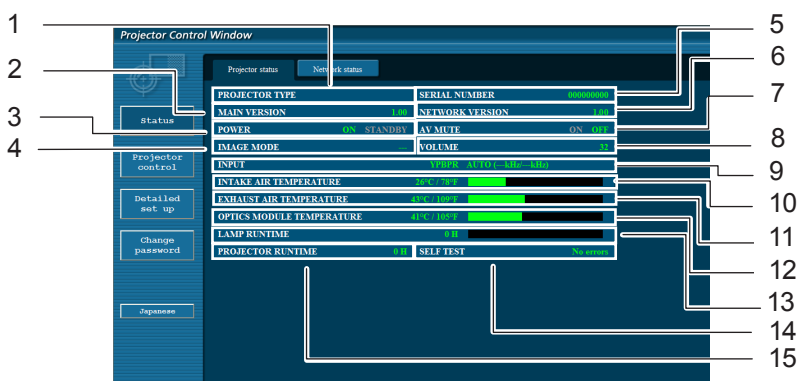 Projector Control Window
Projector status Network status
PROJECTOR TYPE SERIAL NUMBER 000000000
MAIN VERSION 1.00 NETWORK VERSION 1.00
POWER ON STANDBY AV MUTE ON OFF
IMAGE MODE --- VOLUME 32
INPUT YPBPR AUTO (---kHz/---kHz)
INTAKE AIR TEMPERATURE 26°C / 78°F
EXHAUST AIR TEMPERATURE 43°C / 109°F
OPTICS MODULE TEMPERATURE 41°C / 105°F
LAMP RUNTIME 0 H
PROJECTOR RUNTIME 0 H SELF TEST No errors
Status
Projector
control
Detailed
set up
Change
password
Japanese
1
2
3
4
5
6
7
8
9
10
11
12
13
14
15